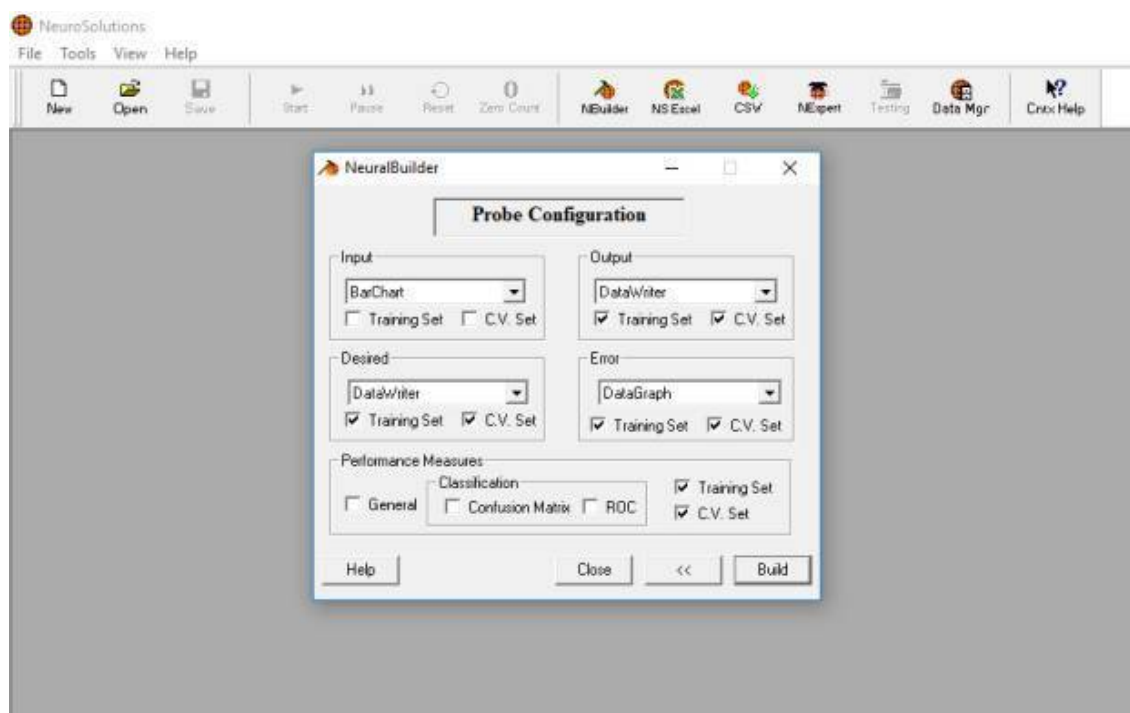 NeuroSolutions
File Tools View Help
New Open Save Start Pause Reset Zero Count NBuilder NS Excel CSV NExpert Testing Data Mgr Cntx Help
NeuralBuilder
Probe Configuration
Input Output
BarChart DataWriter
Training Set C.V. Set Training Set C.V. Set
Desired Error
DataWriter DataGraph
Training Set C.V. Set Training Set C.V. Set
Performance Measures
Classification
General Confusion Matrix ROC Training Set
C.V. Set
Help Close << Build